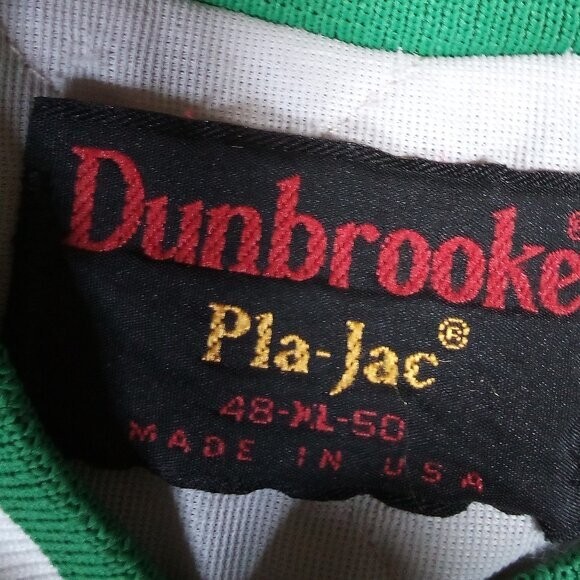 Dunbrooke®
Pla-Jac®
48-XL-50
MADE IN USA